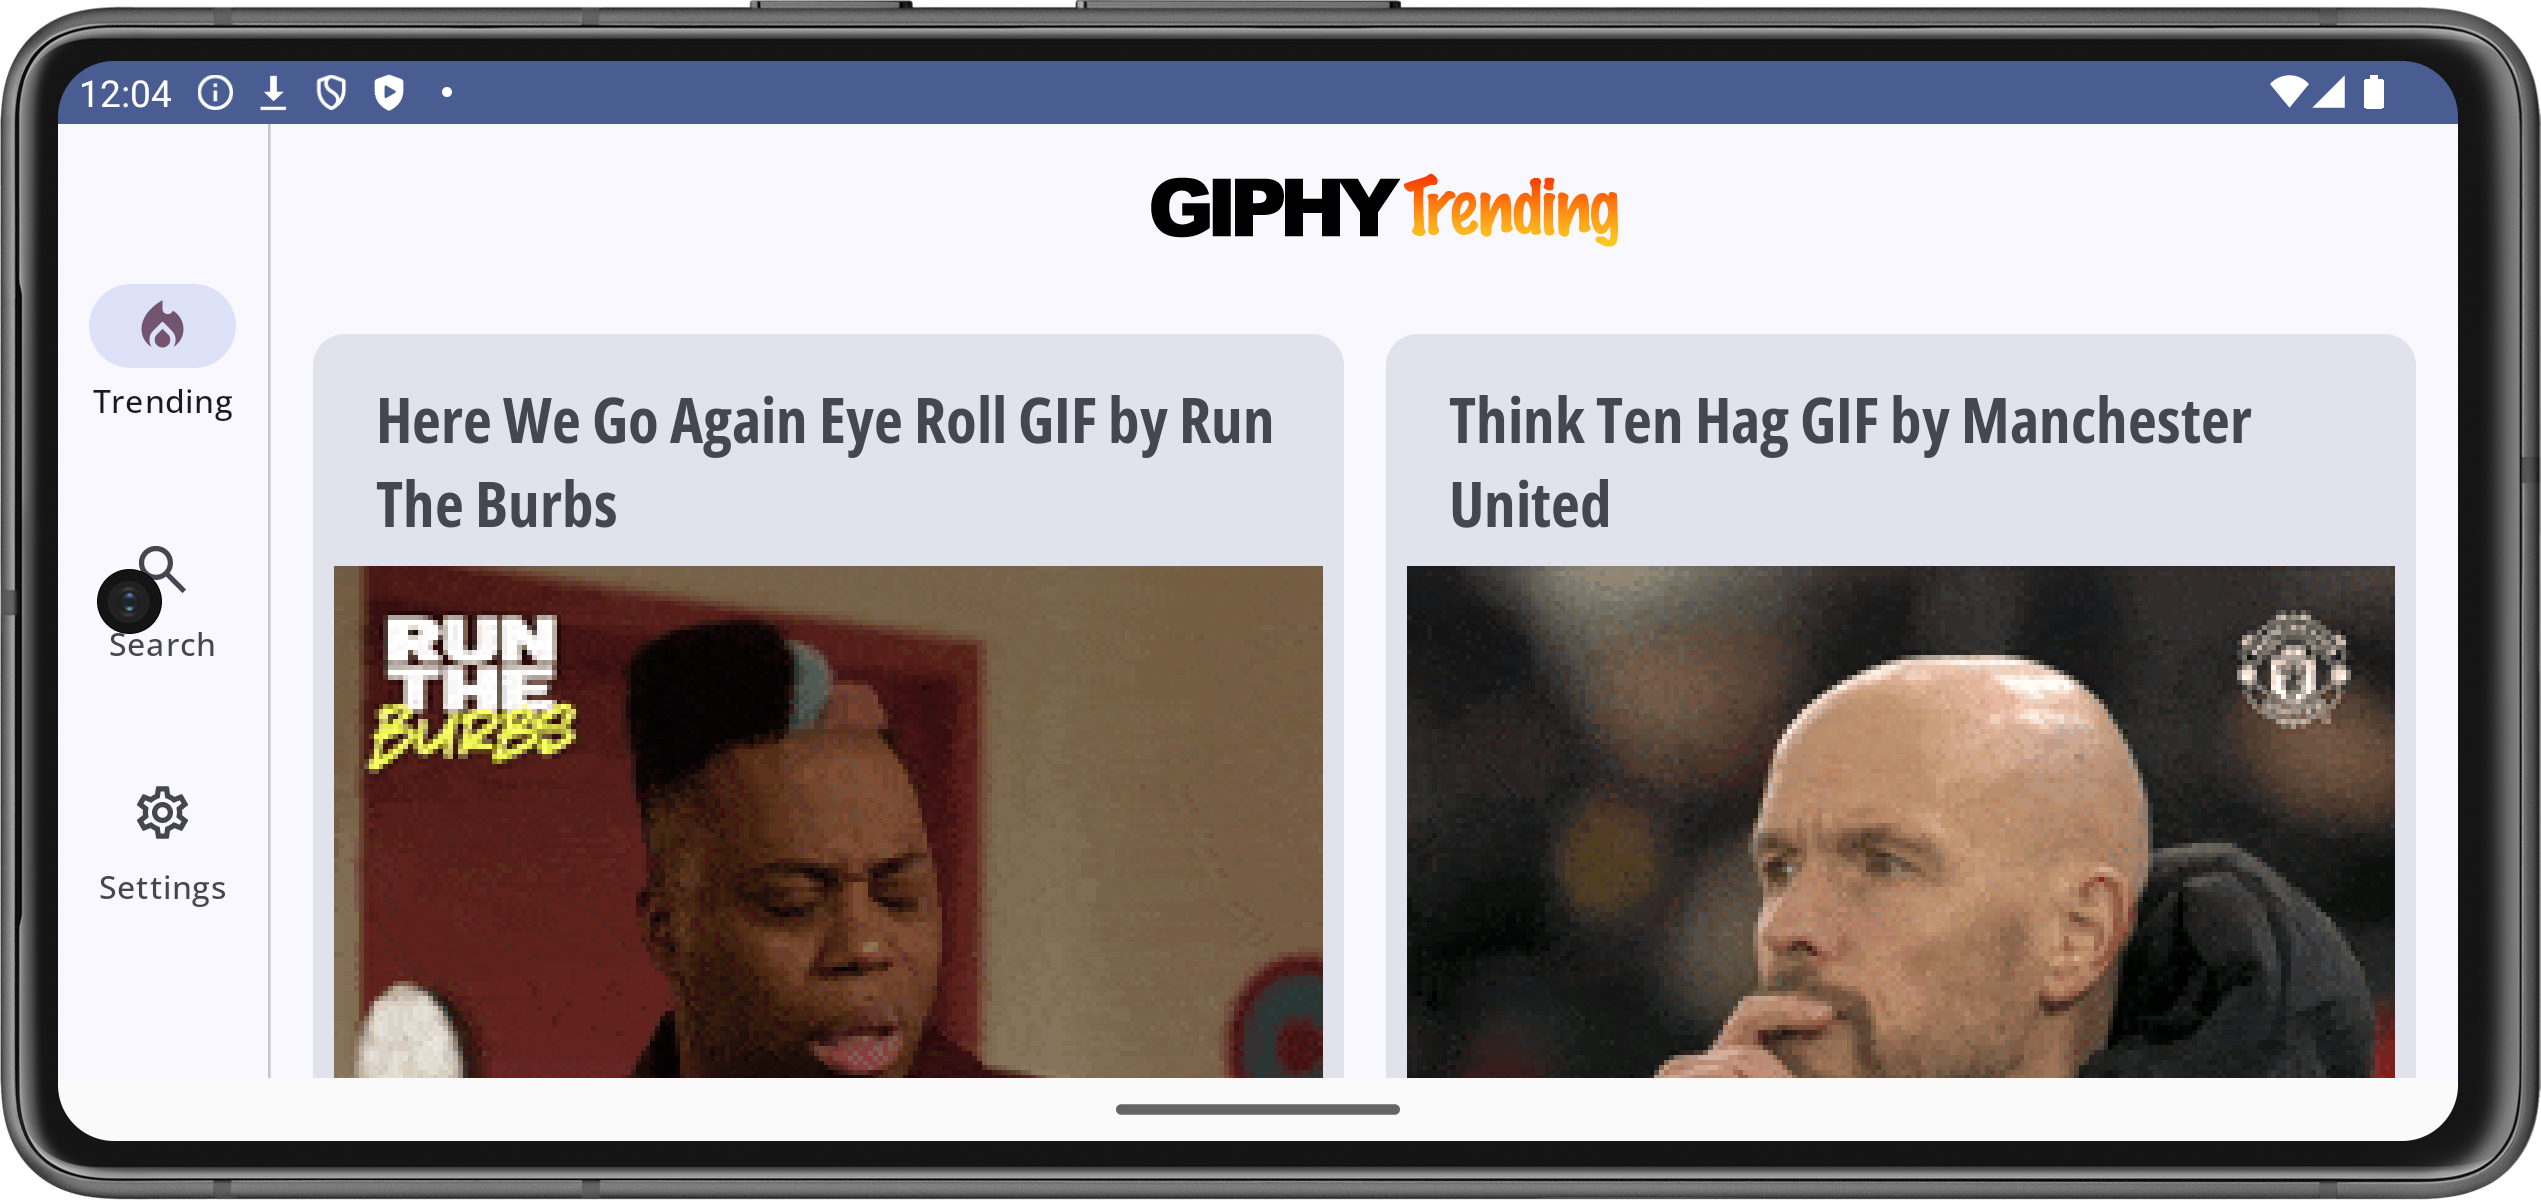 12:04
GIPHY Trending
Trending
Search
Settings
Here We Go Again Eye Roll GIF by Run
The Burbs
RUN
THE
BURBS
Think Ten Hag GIF by Manchester
United